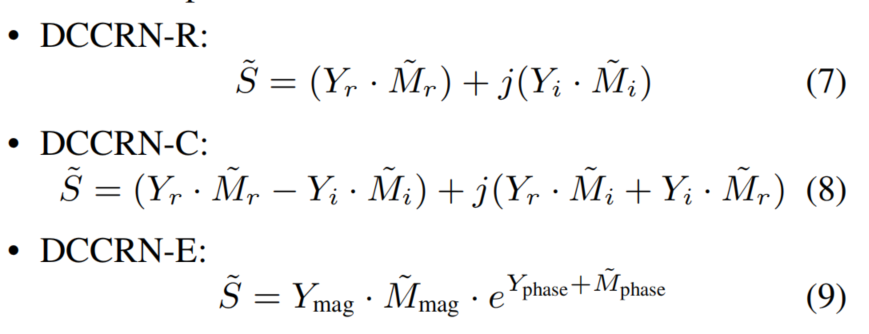 • DCCRN-R:
S̃ = (Y_r · M̃_r) + j(Y_i · M̃_i) (7)
• DCCRN-C:
S̃ = (Y_r · M̃_r − Y_i · M̃_i) + j(Y_r · M̃_i + Y_i · M̃_r) (8)
• DCCRN-E:
S̃ = Y_mag · M̃_mag · e^{Y_phase + M̃_phase} (9)